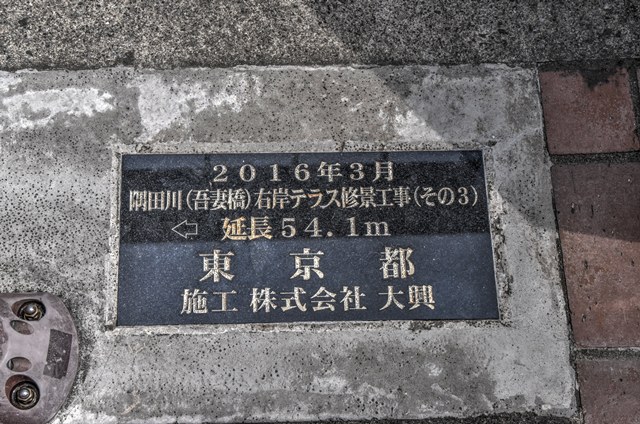 2016年3月
隅田川(吾妻橋)右岸テラス修景工事(その3)
⇦ 延長54.1m
東京都
施工 株式会社 大興